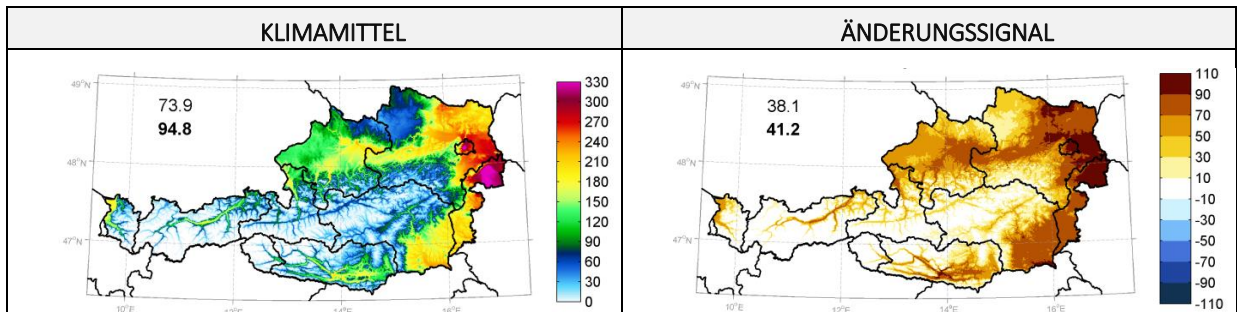 KLIMAMITTEL
ÄNDERUNGSSIGNAL
49°N
48°N
47°N
10°E
12°E
14°E
16°E
73.9
94.8
330
300
270
240
210
180
150
120
90
60
30
0
49°N
48°N
47°N
10°E
12°E
14°E
16°E
38.1
41.2
110
90
70
50
30
10
-10
-30
-50
-70
-90
-110